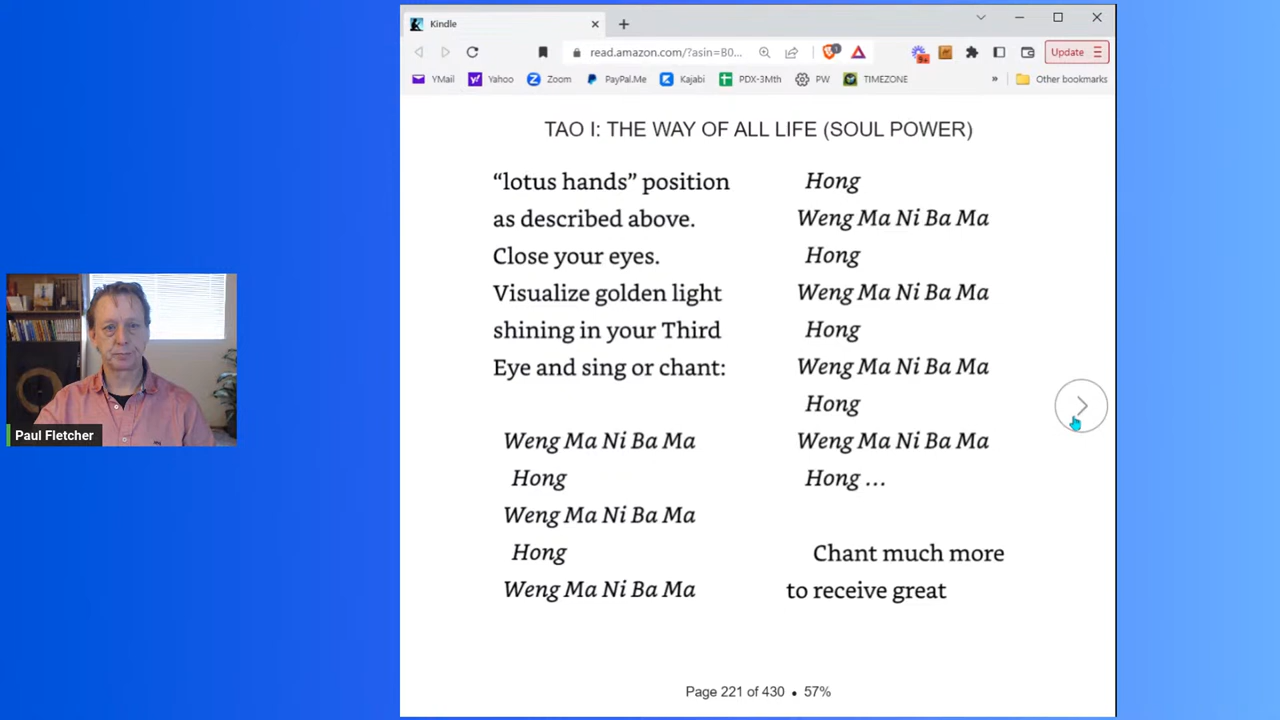 Kindle
read.amazon.com/?asin=B0...
Update
YMail
Yahoo
Zoom
PayPal.Me
Kajabi
PDX-3Mth
PW
TIMEZONE
»
Other bookmarks
TAO I: THE WAY OF ALL LIFE (SOUL POWER)
“lotus hands” position
as described above.
Close your eyes.
Visualize golden light
shining in your Third
Eye and sing or chant:
Weng Ma Ni Ba Ma
Hong
Weng Ma Ni Ba Ma
Hong
Weng Ma Ni Ba Ma
Hong
Weng Ma Ni Ba Ma
Hong
Weng Ma Ni Ba Ma
Hong
Weng Ma Ni Ba Ma
Hong
Weng Ma Ni Ba Ma
Hong …
Chant much more
to receive great
Page 221 of 430 • 57%
Paul Fletcher